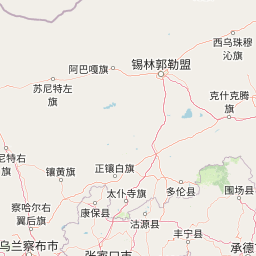 西乌珠穆
沁旗
锡林郭勒盟
阿巴嘎旗
苏尼特左
旗
克什克腾
旗
尼特右
旗
镶黄旗
正镶白旗
太仆寺旗
多伦县
围场县
察哈尔右
翼后旗
康保县
沽源县
乌兰察布市
张家口市
丰宁县
承德市